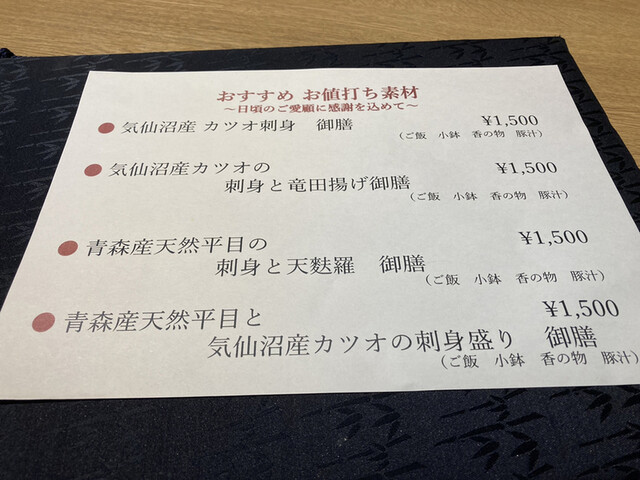 おすすめ お値打ち素材
〜日頃のご愛顧に感謝を込めて〜
●気仙沼産 カツオ刺身 御膳 ¥1,500
(ご飯 小鉢 香の物 豚汁)
●気仙沼産カツオの ¥1,500
刺身と竜田揚げ御膳
(ご飯 小鉢 香の物 豚汁)
●青森産天然平目の ¥1,500
刺身と天麩羅 御膳
(ご飯 小鉢 香の物 豚汁)
●青森産天然平目と ¥1,500
気仙沼産カツオの刺身盛り 御膳
(ご飯 小鉢 香の物 豚汁)